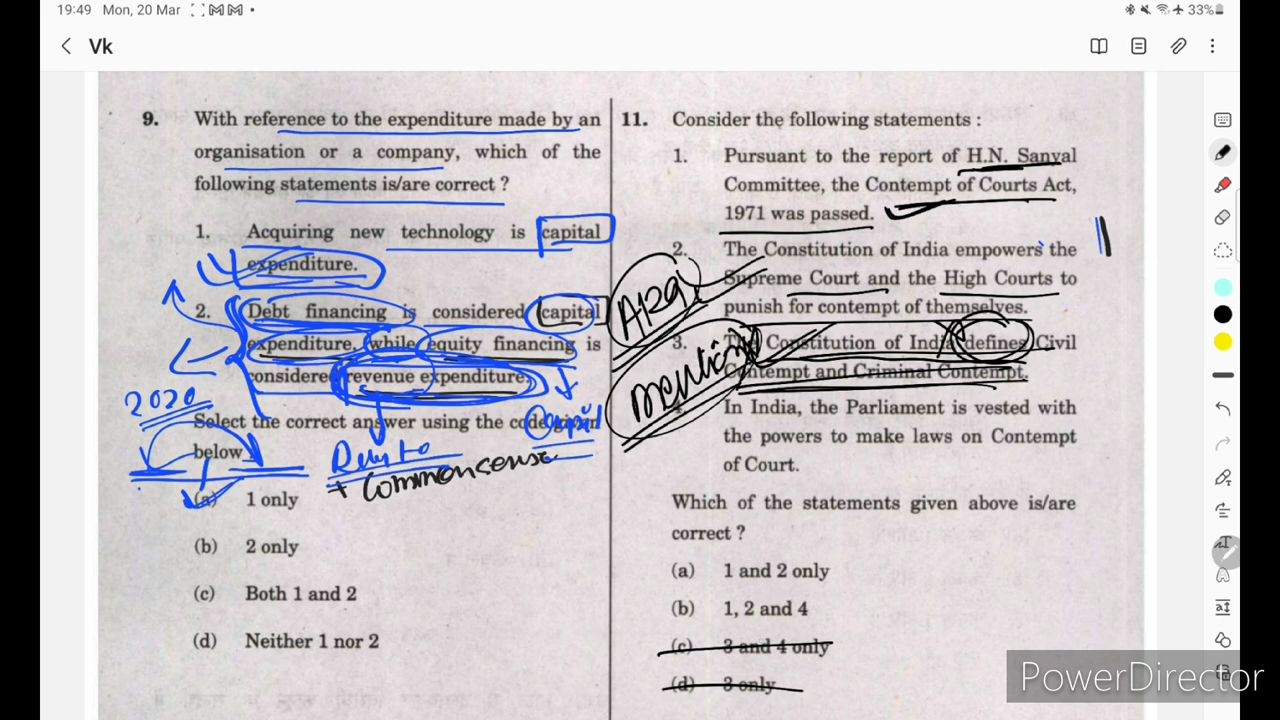 19:49 Mon, 20 Mar
33%
Vk
9. With reference to the expenditure made by an
organisation or a company, which of the
following statements is/are correct ?
1. Acquiring new technology is capital
expenditure.
2. Debt financing is considered capital
expenditure, while equity financing is
considered revenue expenditure.
2020
Select the correct answer using the code given
below
Capital
+ commonsense
(a) 1 only
(b) 2 only
(c) Both 1 and 2
(d) Neither 1 nor 2
11. Consider the following statements :
1. Pursuant to the report of H.N. Sanyal
Committee, the Contempt of Courts Act,
1971 was passed.
2. The Constitution of India empowers the
Supreme Court and the High Courts to
punish for contempt of themselves.
A129
3. The Constitution of India defines Civil
Contempt and Criminal Contempt.
mention
4. In India, the Parliament is vested with
the powers to make laws on Contempt
of Court.
Which of the statements given above is/are
correct ?
(a) 1 and 2 only
(b) 1, 2 and 4
(c) 3 and 4 only
(d) 3 only
PowerDirector